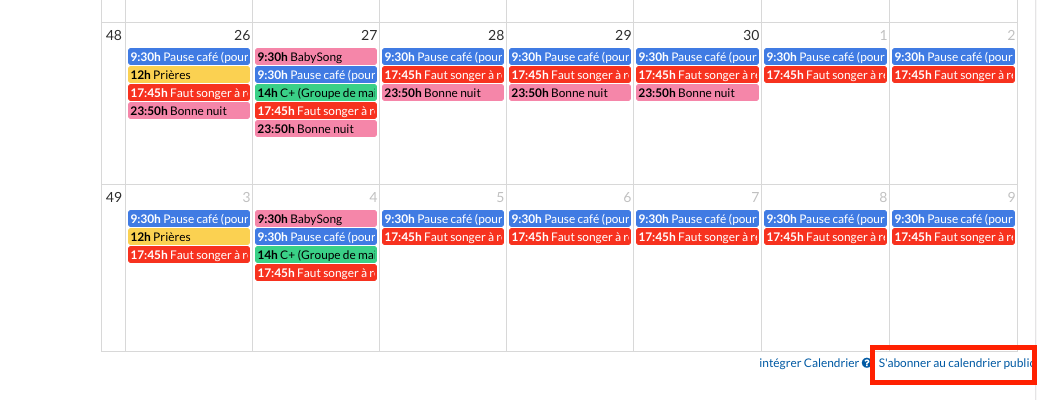 48 26 27 28 29 30 1 2
9:30h Pause café (pour 9:30h BabySong 9:30h Pause café (pour 9:30h Pause café (pour 9:30h Pause café (pour 9:30h Pause café (pour 9:30h Pause café (pour
12h Prières 9:30h Pause café (pour 17:45h Faut songer à r 17:45h Faut songer à r 17:45h Faut songer à r 17:45h Faut songer à r 17:45h Faut songer à r
17:45h Faut songer à r 14h C+ (Groupe de ma 23:50h Bonne nuit 23:50h Bonne nuit 23:50h Bonne nuit
23:50h Bonne nuit 17:45h Faut songer à r
23:50h Bonne nuit
49 3 4 5 6 7 8 9
9:30h Pause café (pour 9:30h BabySong 9:30h Pause café (pour 9:30h Pause café (pour 9:30h Pause café (pour 9:30h Pause café (pour 9:30h Pause café (pour
12h Prières 9:30h Pause café (pour 17:45h Faut songer à r 17:45h Faut songer à r 17:45h Faut songer à r 17:45h Faut songer à r 17:45h Faut songer à r
17:45h Faut songer à r 14h C+ (Groupe de ma
17:45h Faut songer à r
intégrer Calendrier ? S'abonner au calendrier public